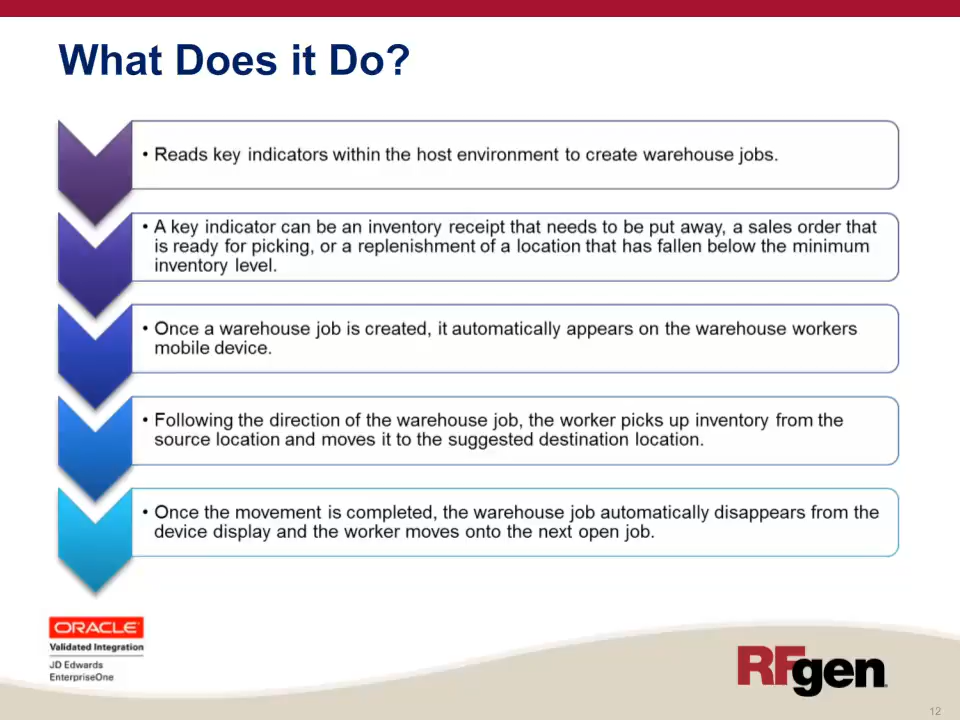 What Does it Do?
• Reads key indicators within the host environment to create warehouse jobs.
• A key indicator can be an inventory receipt that needs to be put away, a sales order that
is ready for picking, or a replenishment of a location that has fallen below the minimum
inventory level.
• Once a warehouse job is created, it automatically appears on the warehouse workers
mobile device.
• Following the direction of the warehouse job, the worker picks up inventory from the
source location and moves it to the suggested destination location.
• Once the movement is completed, the warehouse job automatically disappears from the
device display and the worker moves onto the next open job.
ORACLE
Validated Integration
JD Edwards
EnterpriseOne
RFgen
12